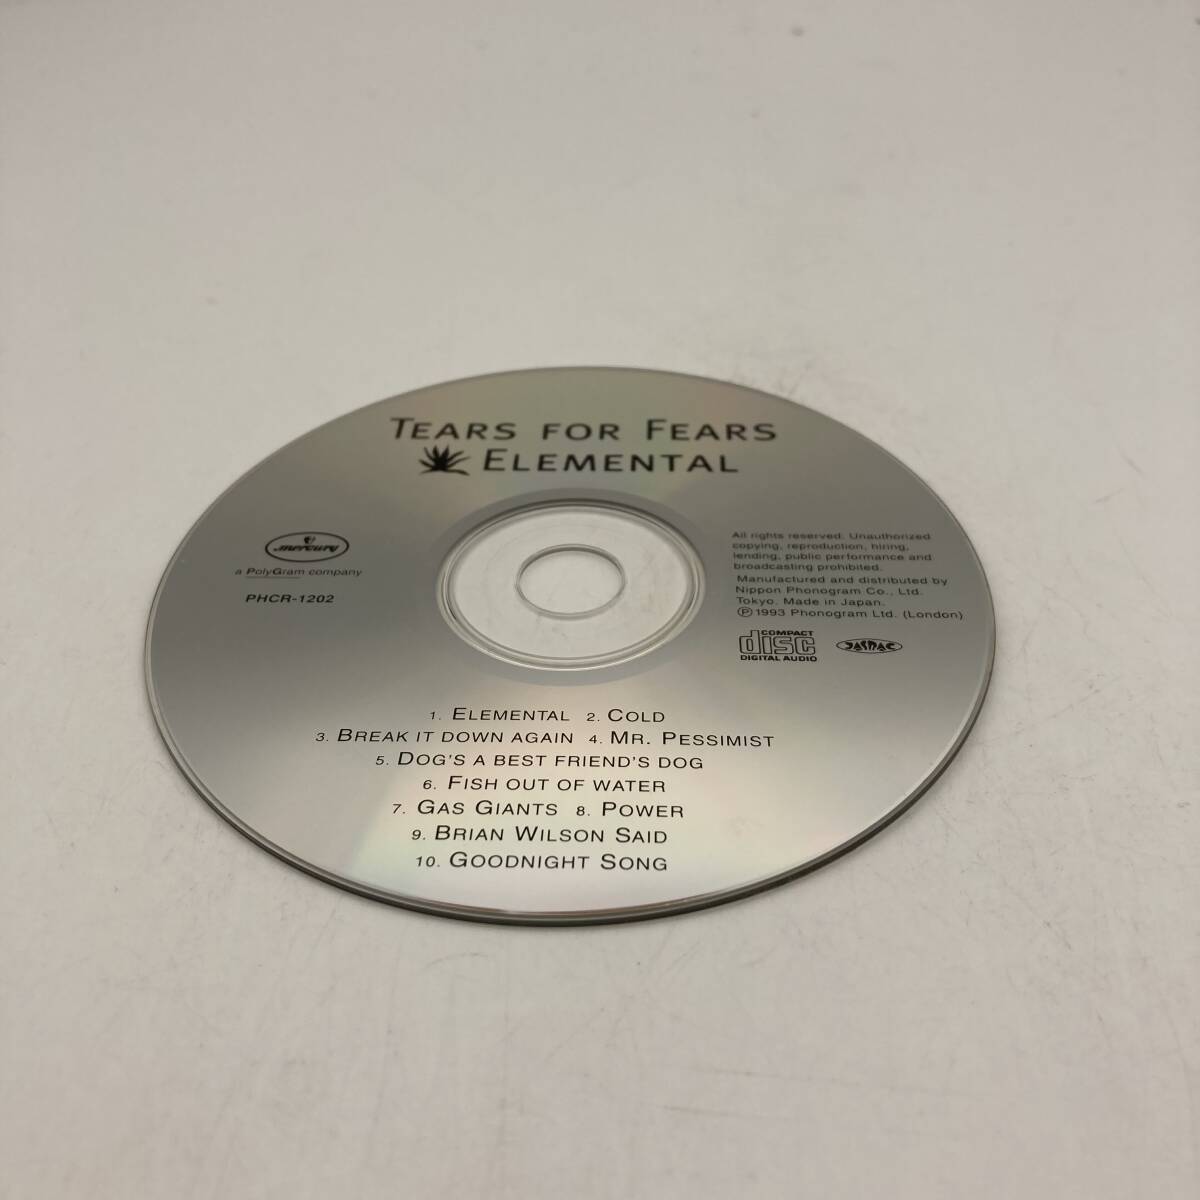 TEARS FOR FEARS
ELEMENTAL
mercury
a PolyGram company
PHCR-1202
All rights reserved. Unauthorized
copying, reproduction, hiring,
lending, public performance and
broadcasting prohibited.
Manufactured and distributed by
Nippon Phonogram Co., Ltd.
Tokyo. Made in Japan.
℗ 1993 Phonogram Ltd. (London)
COMPACT
disc
DIGITAL AUDIO
JASRAC
1. ELEMENTAL 2. COLD
3. BREAK IT DOWN AGAIN 4. MR. PESSIMIST
5. DOG'S A BEST FRIEND'S DOG
6. FISH OUT OF WATER
7. GAS GIANTS 8. POWER
9. BRIAN WILSON SAID
10. GOODNIGHT SONG